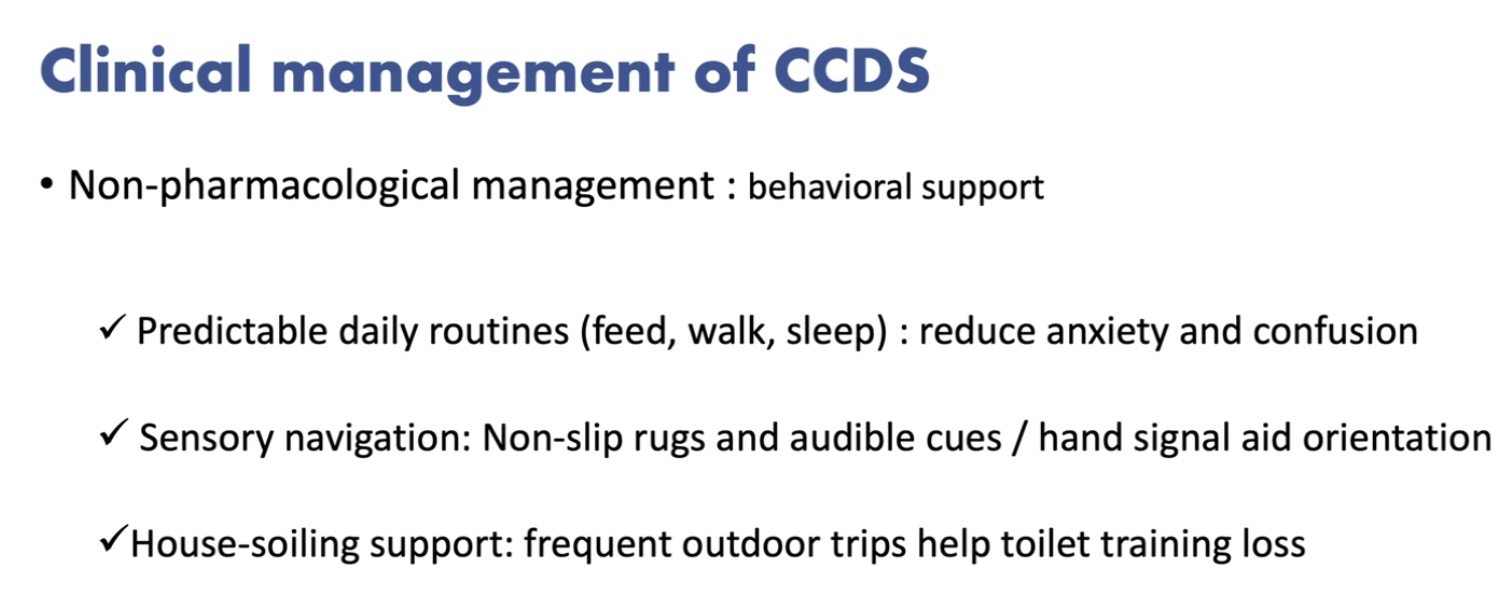 Clinical management of CCDS
• Non-pharmacological management : behavioral support
✓ Predictable daily routines (feed, walk, sleep) : reduce anxiety and confusion
✓ Sensory navigation: Non-slip rugs and audible cues / hand signal aid orientation
✓House-soiling support: frequent outdoor trips help toilet training loss